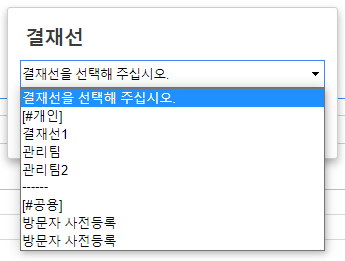 결재선
결재선을 선택해 주십시오.
결재선을 선택해 주십시오.
[#개인]
결재선1
관리팀
관리팀2
------
[#공용]
방문자 사전등록
방문자 사전등록